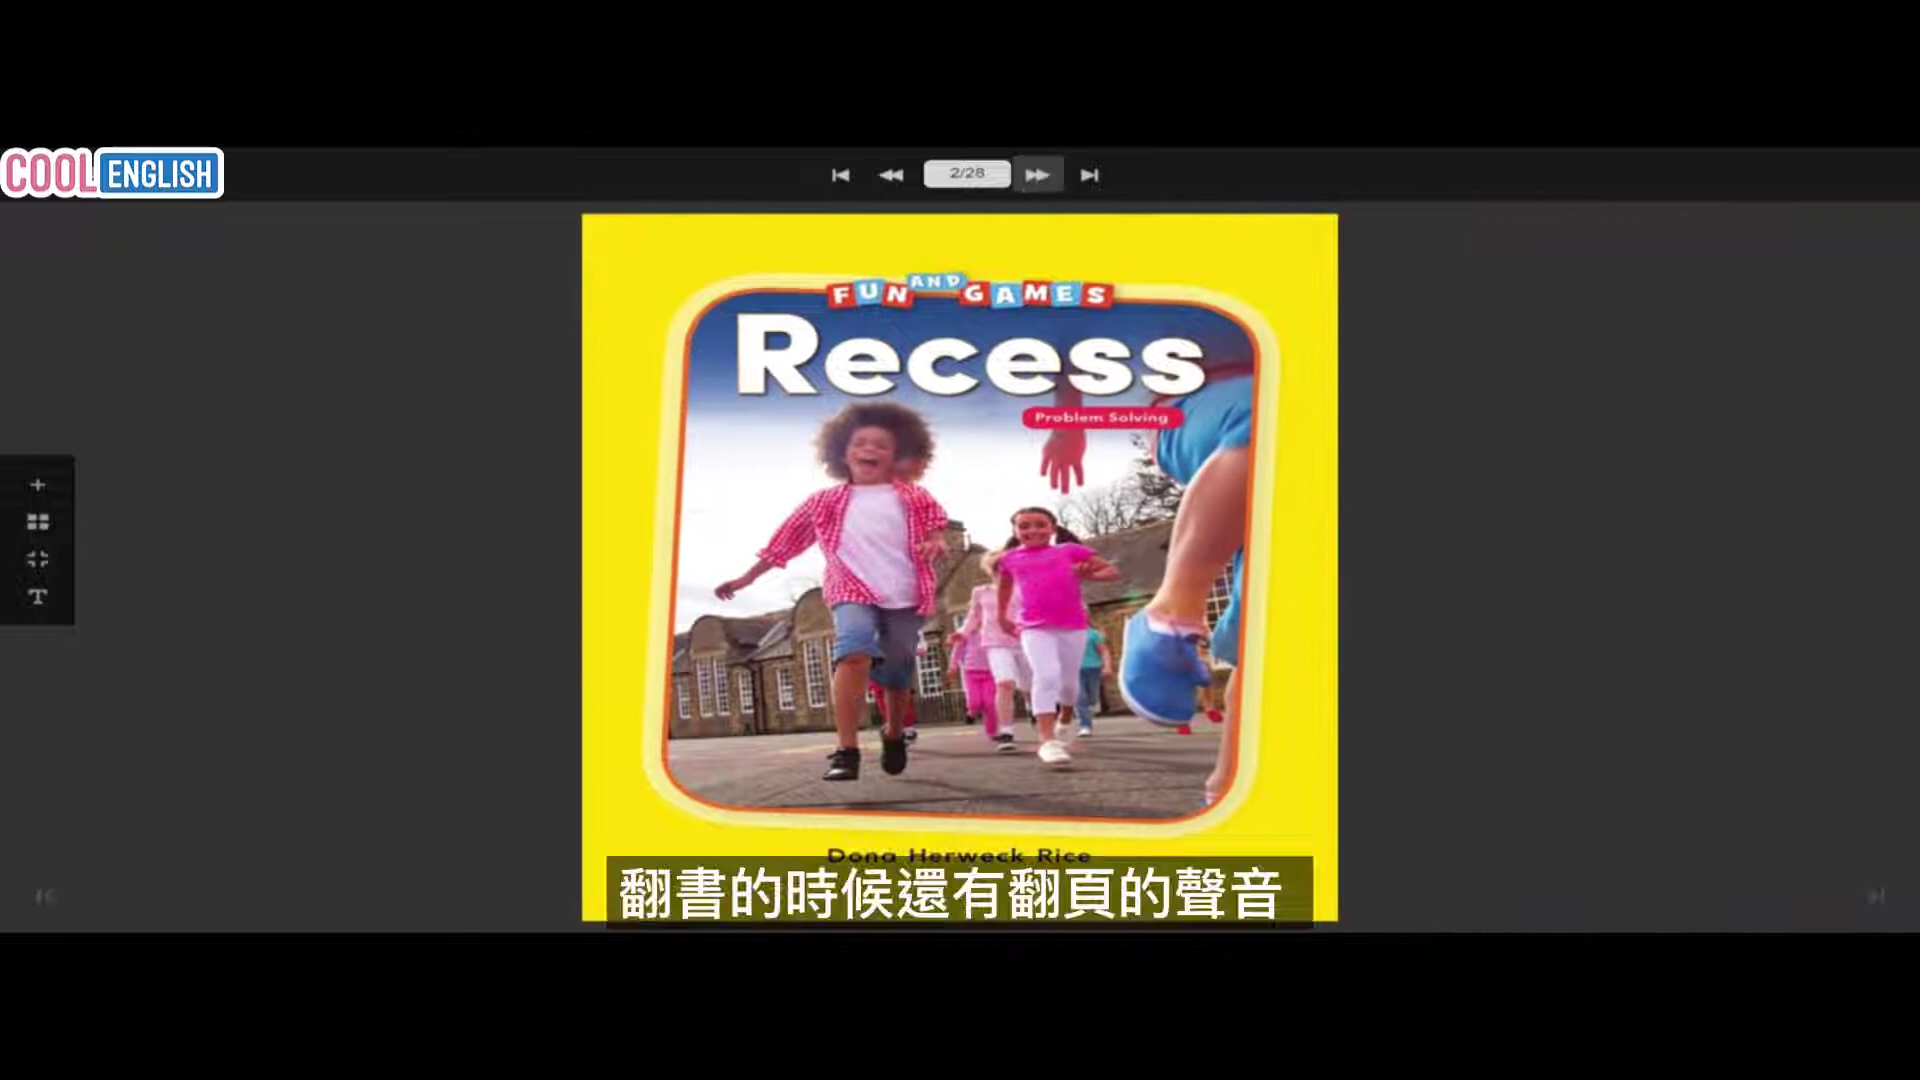 COOL ENGLISH
2/28
FUN AND GAMES
Recess
Problem Solving
Dona Herweck Rice
翻書的時候還有翻頁的聲音
T